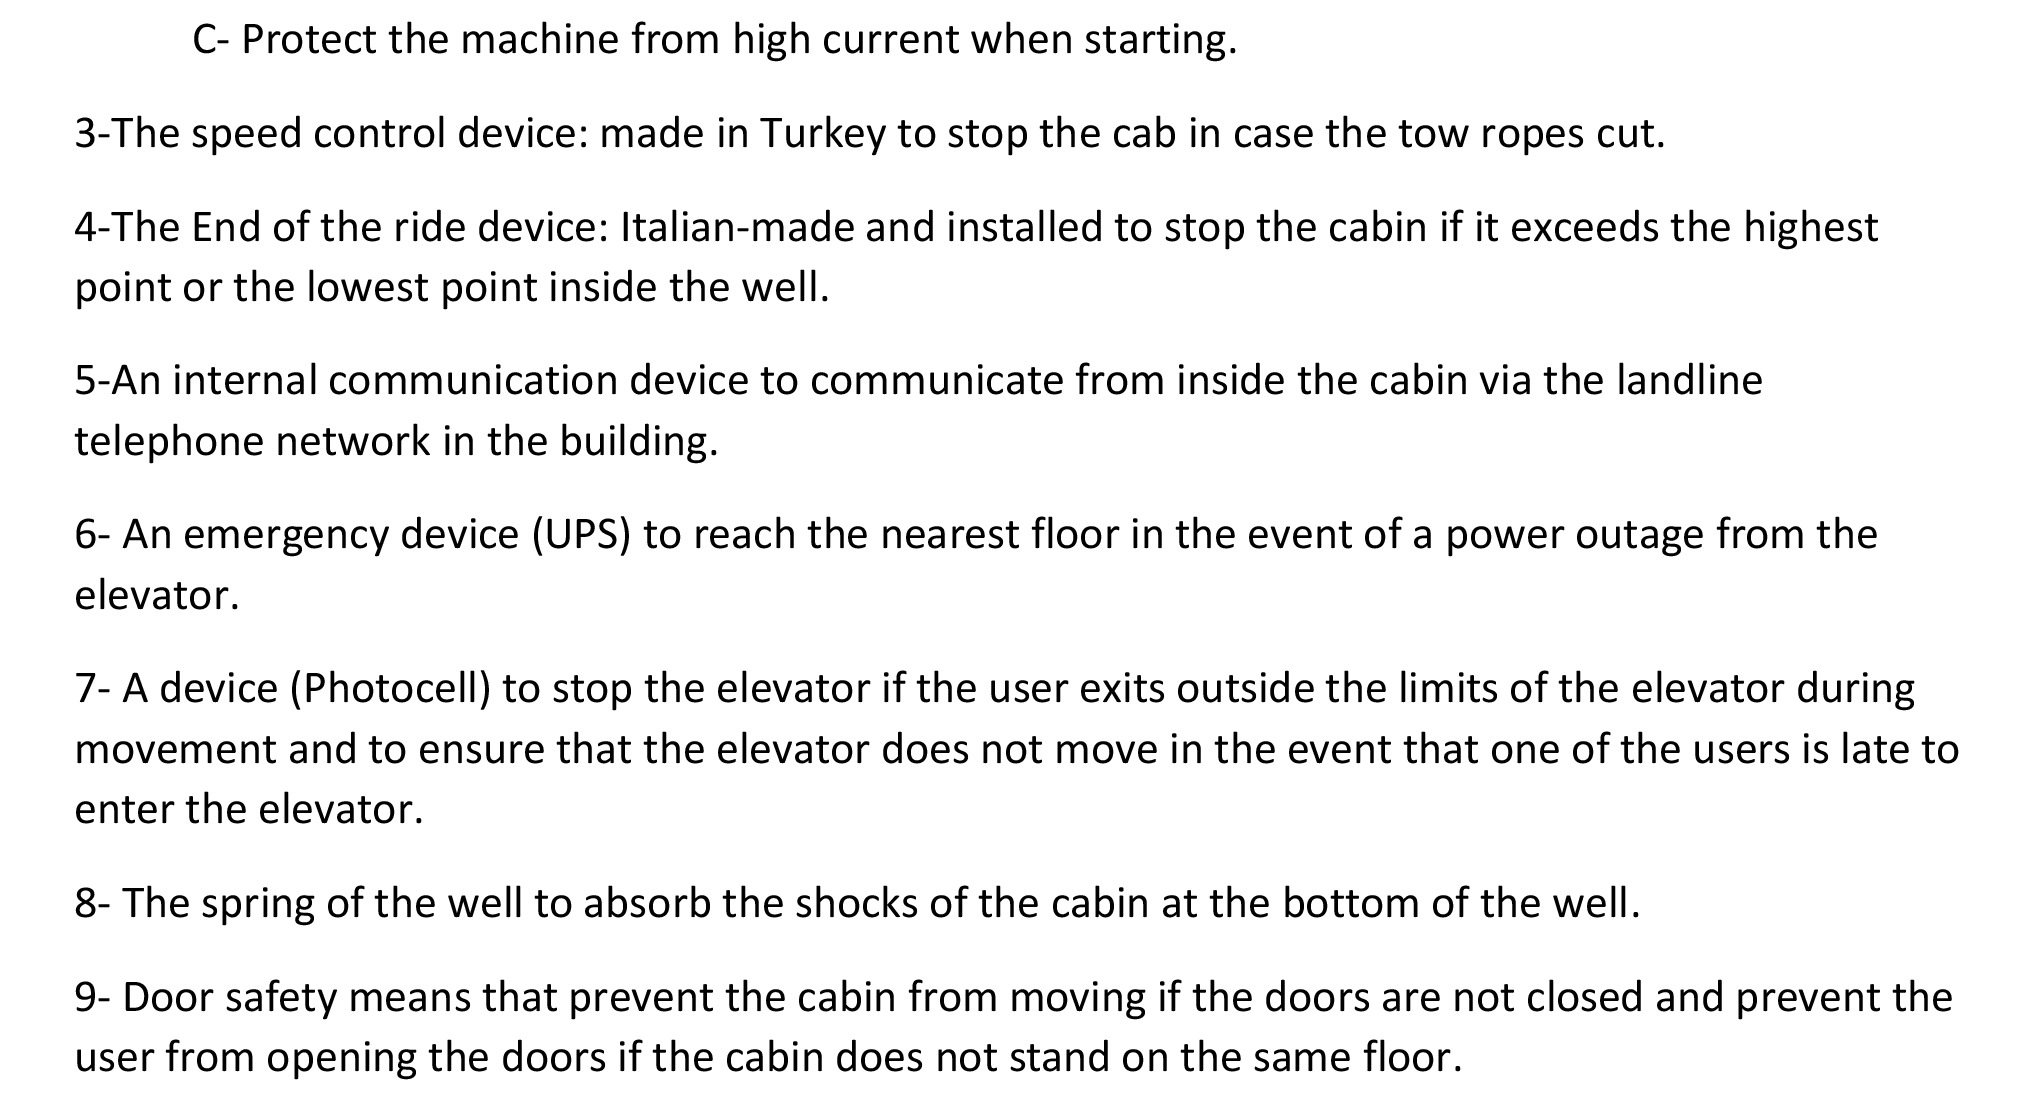 C- Protect the machine from high current when starting.
3-The speed control device: made in Turkey to stop the cab in case the tow ropes cut.
4-The End of the ride device: Italian-made and installed to stop the cabin if it exceeds the highest
point or the lowest point inside the well.
5-An internal communication device to communicate from inside the cabin via the landline
telephone network in the building.
6- An emergency device (UPS) to reach the nearest floor in the event of a power outage from the
elevator.
7- A device (Photocell) to stop the elevator if the user exits outside the limits of the elevator during
movement and to ensure that the elevator does not move in the event that one of the users is late to
enter the elevator.
8- The spring of the well to absorb the shocks of the cabin at the bottom of the well.
9- Door safety means that prevent the cabin from moving if the doors are not closed and prevent the
user from opening the doors if the cabin does not stand on the same floor.